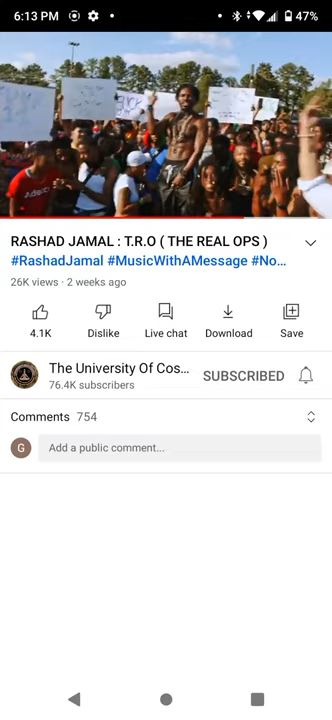 6:13 PM
47%
RASHAD JAMAL : T.R.O ( THE REAL OPS )
#RashadJamal #MusicWithAMessage #No...
26K views · 2 weeks ago
4.1K Dislike Live chat Download Save
The University Of Cos...
76.4K subscribers
SUBSCRIBED
Comments 754
G
Add a public comment...